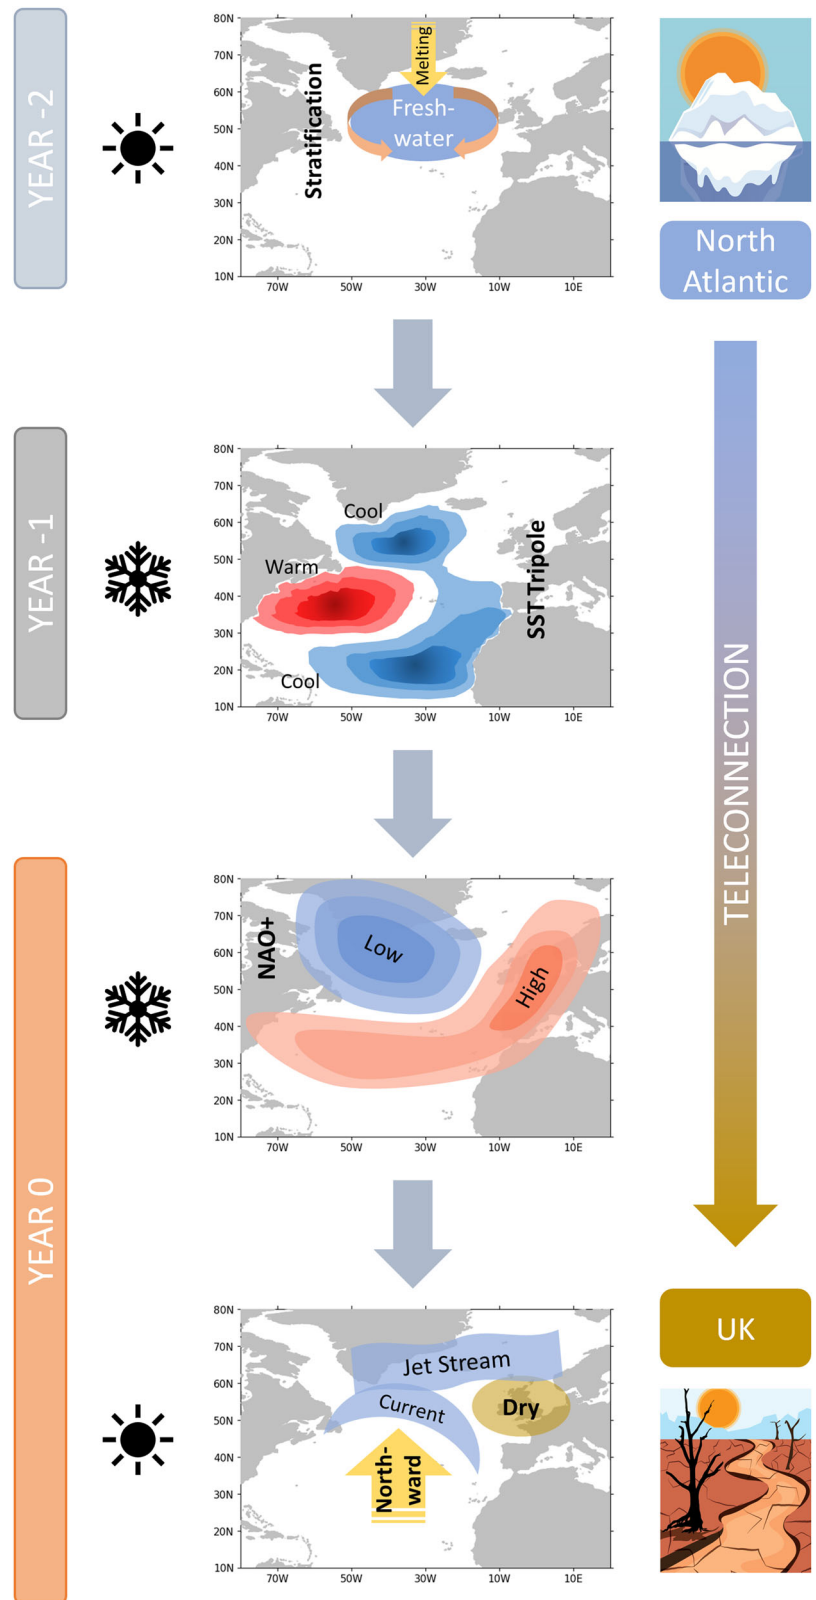 YEAR -2
80N
70N
60N
50N
40N
30N
20N
10N
70W
50W
30W
10W
10E
Stratification
Melting
Fresh-
water
North
Atlantic
YEAR -1
80N
70N
60N
50N
40N
30N
20N
10N
70W
50W
30W
10W
10E
Cool
Warm
Cool
SST Tripole
TELECONNECTION
YEAR 0
80N
70N
60N
50N
40N
30N
20N
10N
70W
50W
30W
10W
10E
NAO+
Low
High
80N
70N
60N
50N
40N
30N
20N
10N
70W
50W
30W
10W
10E
Jet Stream
Current
Dry
North-
ward
UK